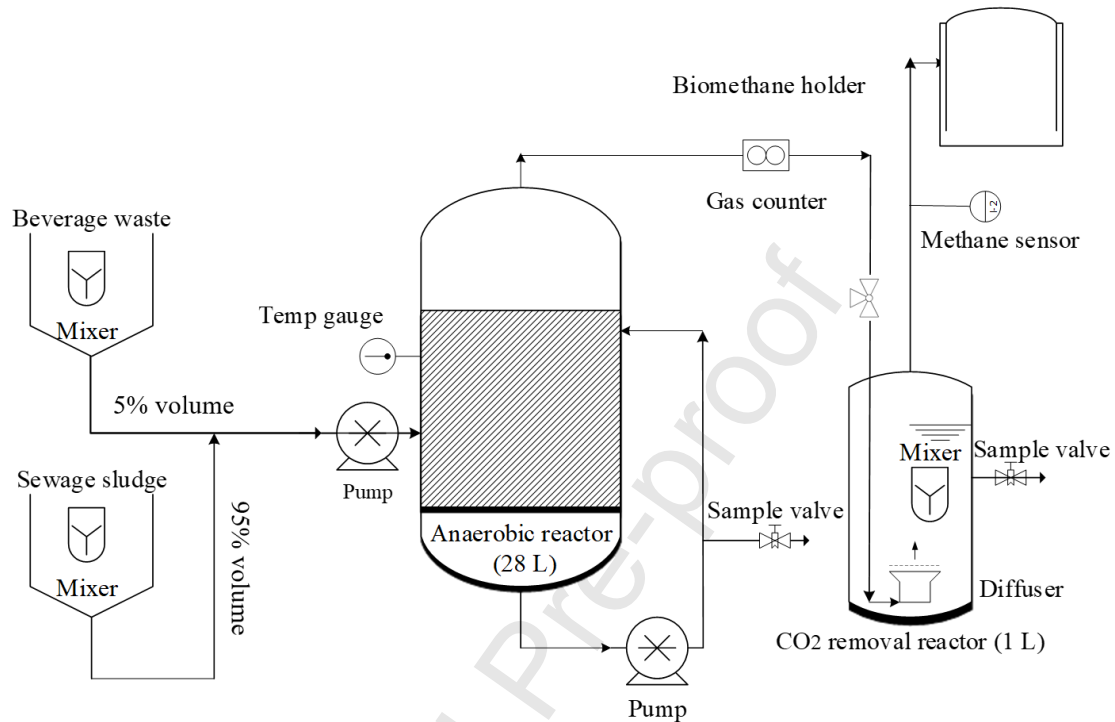 Biomethane holder
Gas counter
Methane sensor
Beverage waste
Mixer
Temp gauge
5% volume
Pump
Sewage sludge
Mixer
95% volume
Anaerobic reactor
(28 L)
Sample valve
Pump
Mixer
Sample valve
Diffuser
CO2 removal reactor (1 L)
Pre-proof